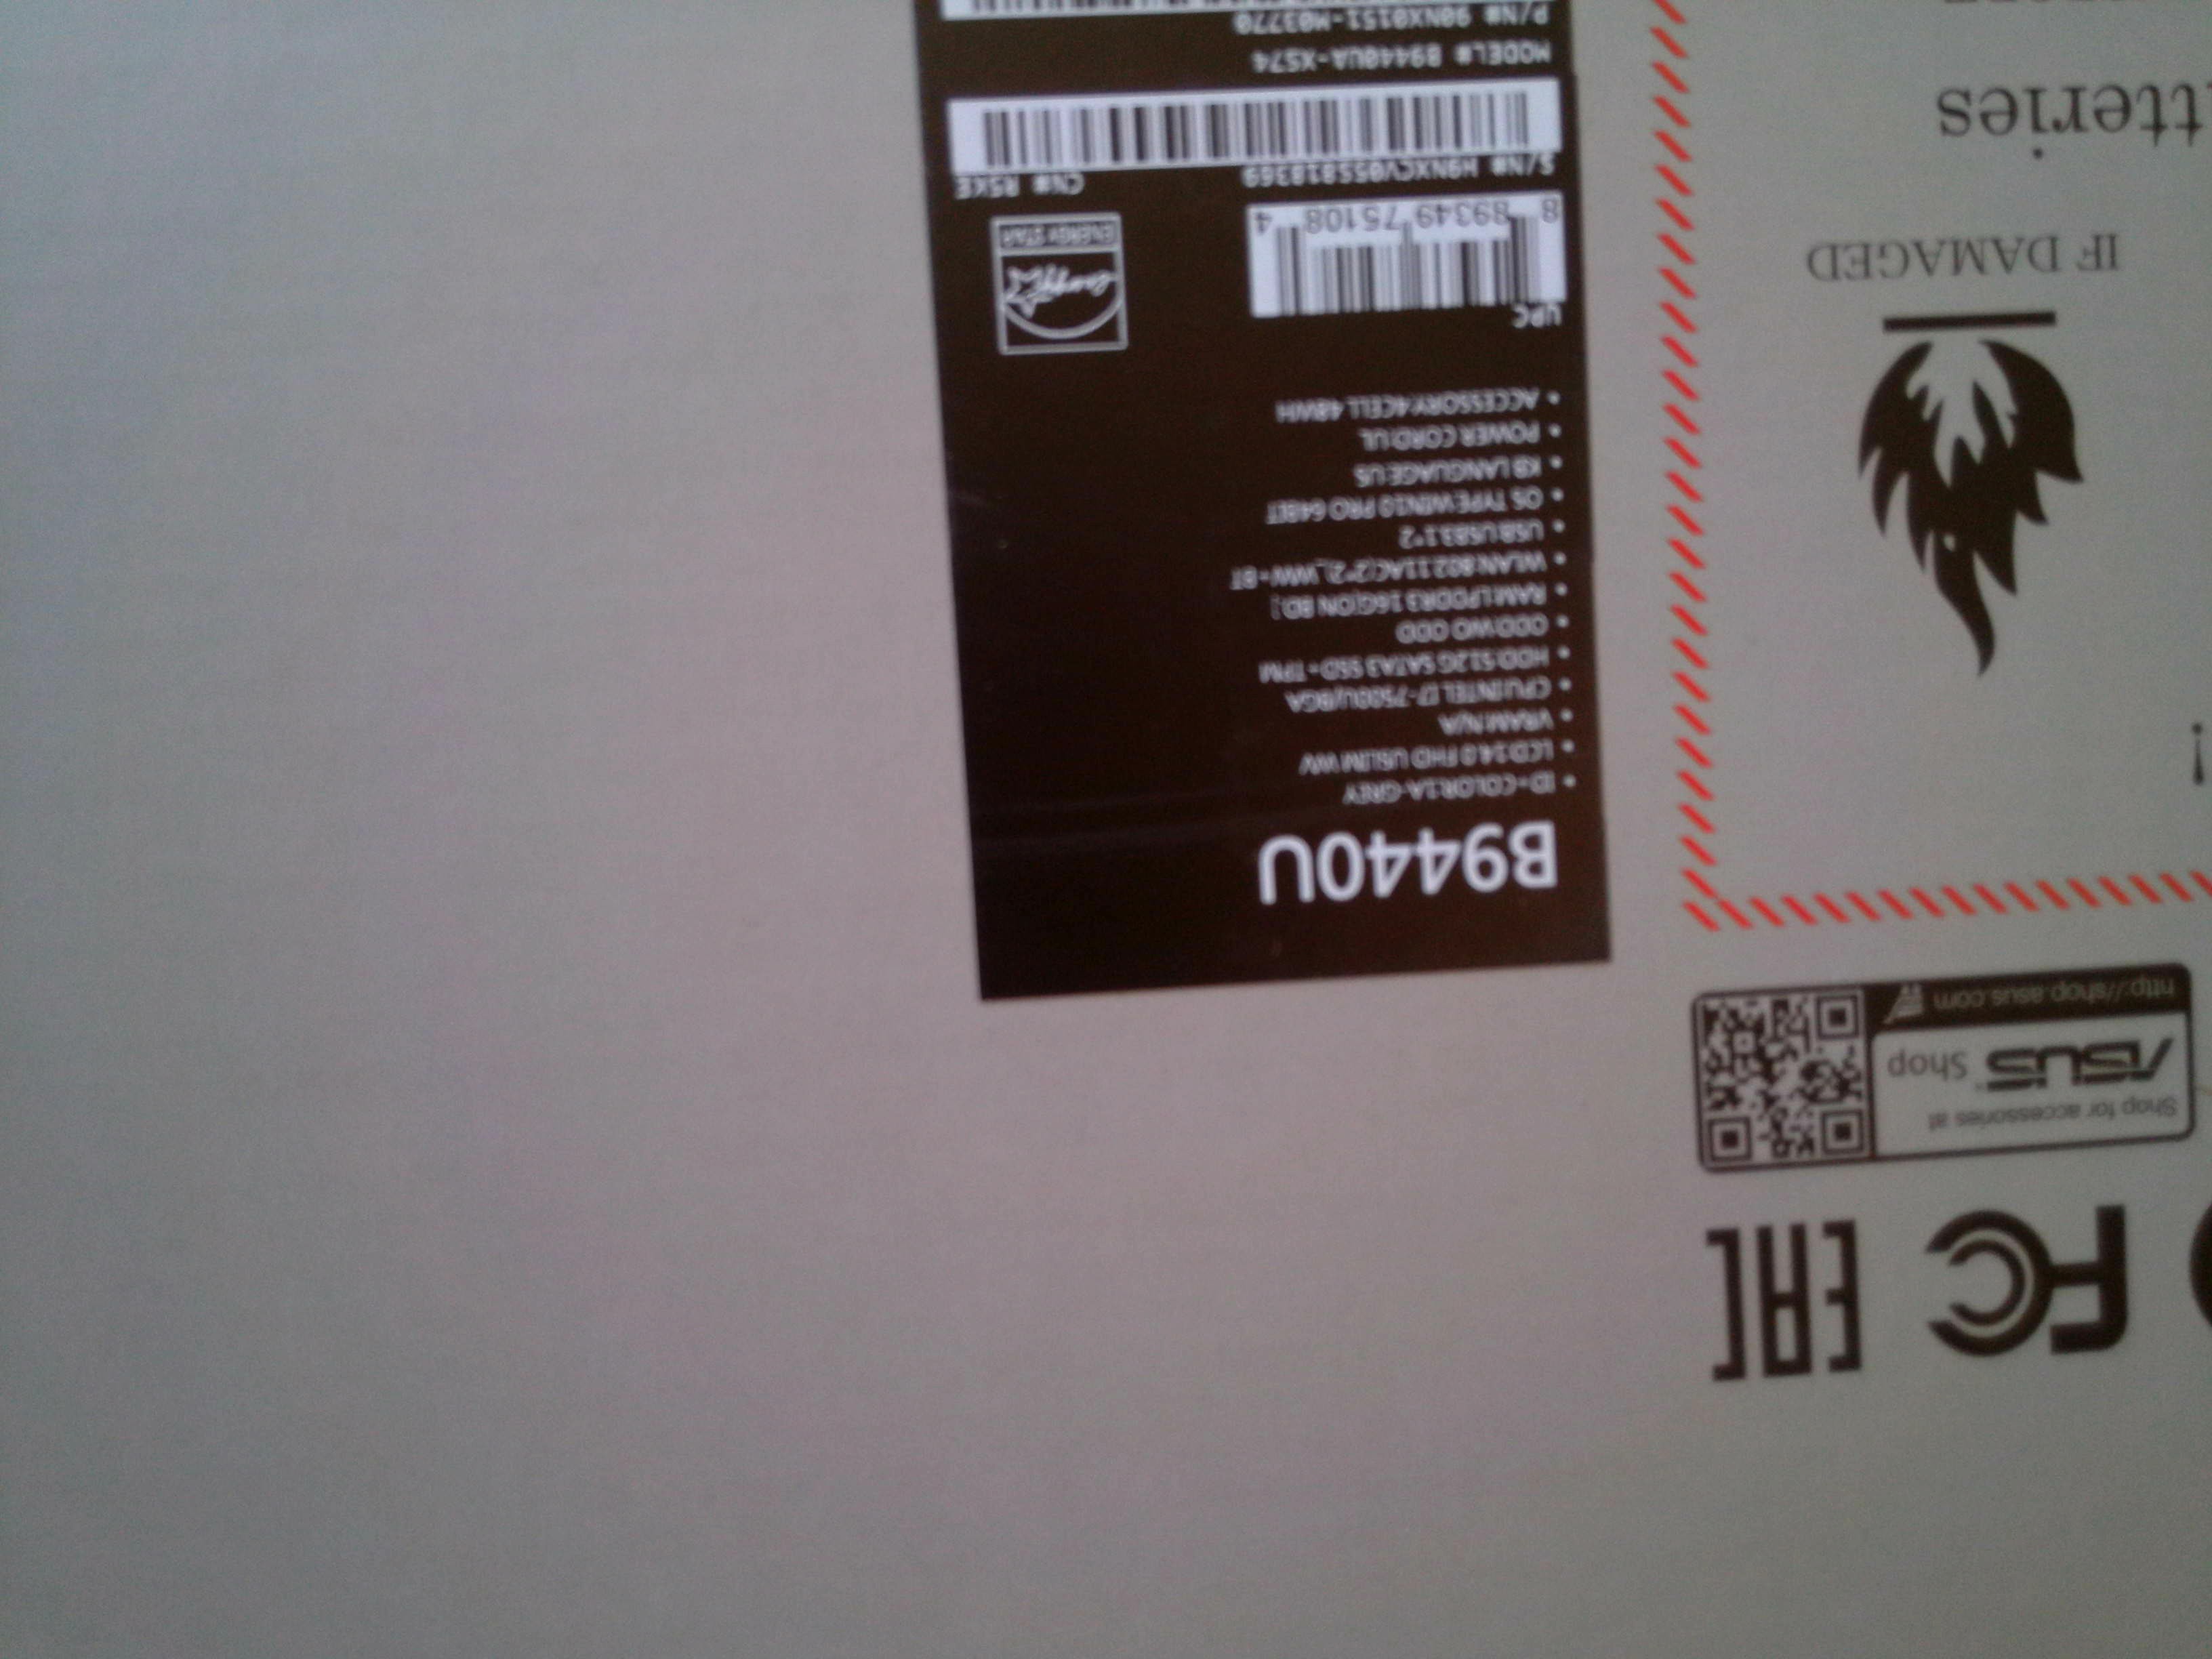 B9440U
• ID+COLOR:1A-GREY
• LCD:14.0 FHD USLIM WV
• VRAM:N/A
• CPU:INTEL I7-7500U/BGA
• HDD:512G SATA3 SSD+TPM
• ODD:WO ODD
• RAM:LPDDR3 16G[ON BD.]
• WLAN:80211AC(2*2)_WW+BT
• USB:USB3.1*2
• OS TYPE:WIN10 PRO 64BIT
• KB LANGUAGE:US
• POWER CORD:UL
• ACCESSORY:4CELL 48WH
UPC
8 89349 75108 4
energy
ENERGY STAR
S/N# H9NXCV05S818369 CN# R5KE
MODEL# B9440UA-XS74
P/N# 90NX0151-M03770
FC EAC
Shop for accessories at
ASUS Shop
http://shop.asus.com
!
IF DAMAGED
tteries